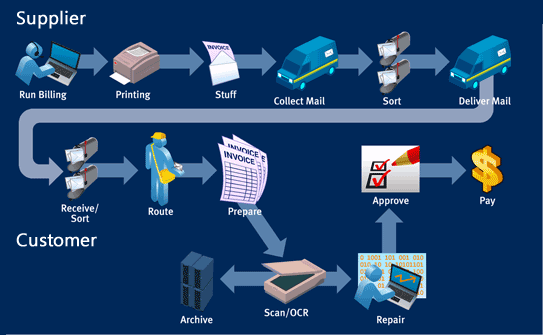 Supplier
INVOICE
Run Billing
Printing
Stuff
Collect Mail
Sort
Deliver Mail
INVOICE
INVOICE
INVOICE
Receive/
Sort
Route
Prepare
Approve
Pay
Customer
Archive
Scan/OCR
Repair